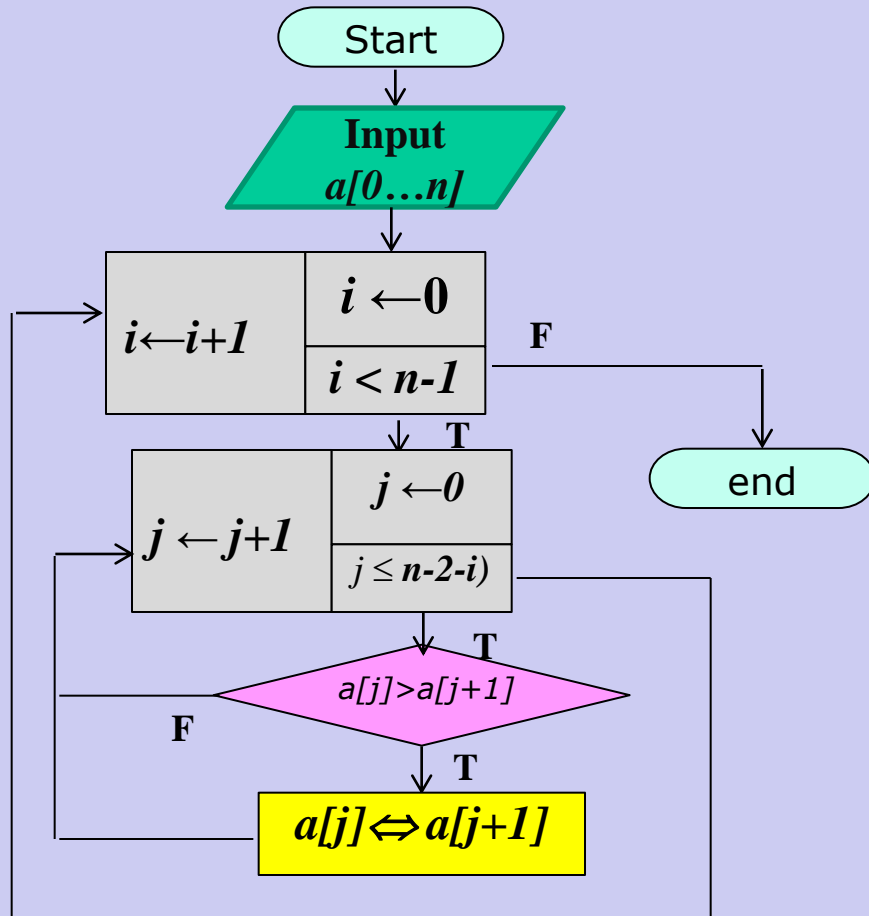 Start
Input
a[0…n]
i ←0
i←i+1
F
i < n-1
T
j ←0
end
j ← j+1
j ≤ n-2-i)
T
a[j]>a[j+1]
F
T
a[j]⇔a[j+1]